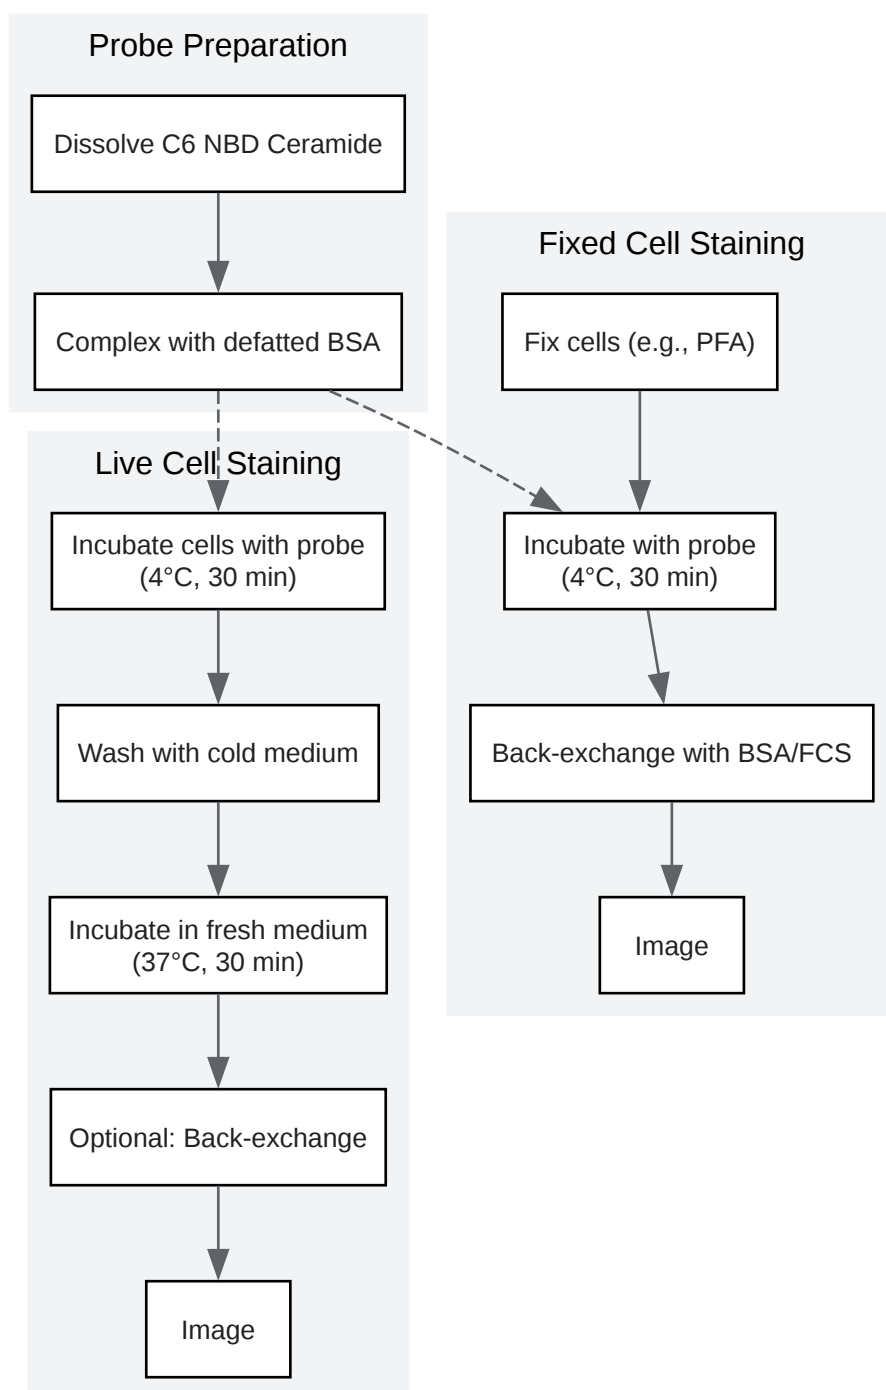 Probe Preparation
Dissolve C6 NBD Ceramide
Complex with defatted BSA
Live Cell Staining
Incubate cells with probe
(4°C, 30 min)
Wash with cold medium
Incubate in fresh medium
(37°C, 30 min)
Optional: Back-exchange
Image
Fixed Cell Staining
Fix cells (e.g., PFA)
Incubate with probe
(4°C, 30 min)
Back-exchange with BSA/FCS
Image